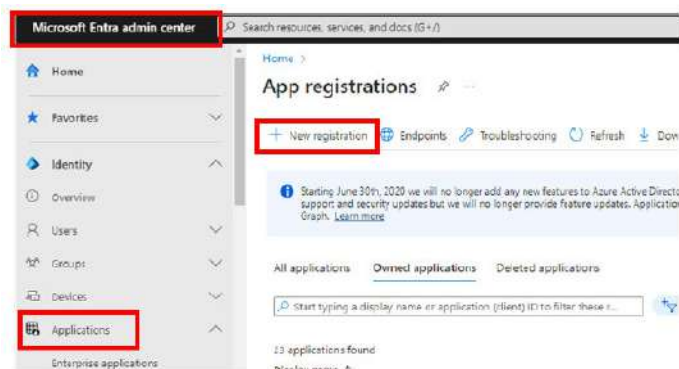 Microsoft Entra admin center
Search resources, services, and docs (G+/)
Home
Favorites
Identity
Overview
Users
Groups
Devices
Applications
Enterprise applications
Home >
App registrations
New registration
Endpoints
Troubleshooting
Refresh
Dow
Starting June 30th, 2020 we will no longer add any new features to Azure Active Directo
support and security updates but we will no longer provide feature updates. Application
Graph. Learn more
All applications Owned applications Deleted applications
Start typing a display name or application (client) ID to filter these r...
13 applications found